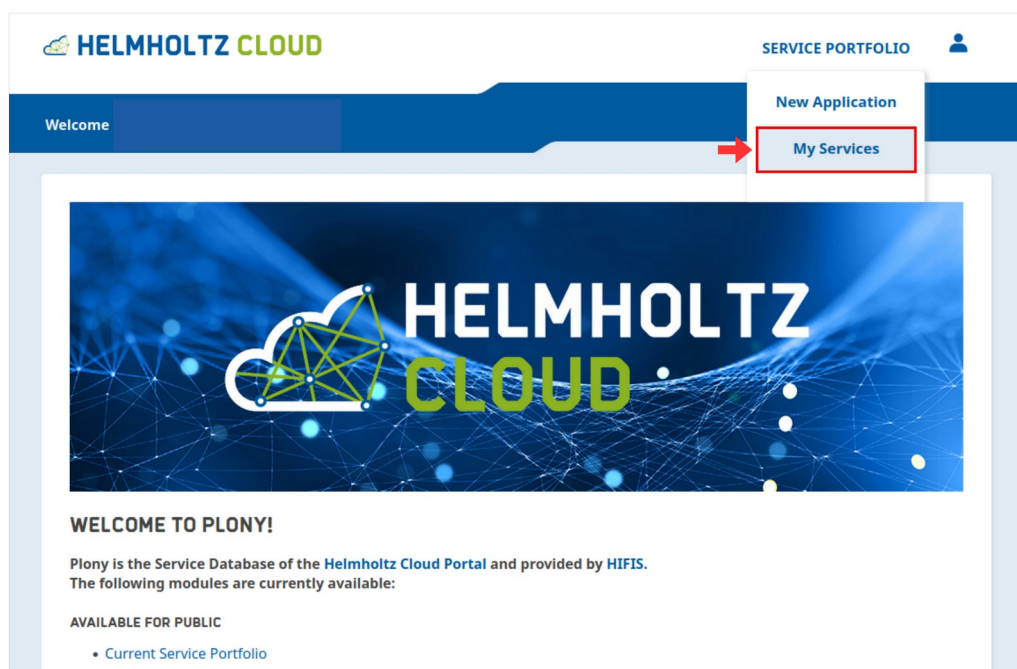 HELMHOLTZ CLOUD
SERVICE PORTFOLIO
New Application
My Services
Welcome
HELMHOLTZ
CLOUD
WELCOME TO PLONY!
Plony is the Service Database of the Helmholtz Cloud Portal and provided by HIFIS.
The following modules are currently available:
AVAILABLE FOR PUBLIC
• Current Service Portfolio